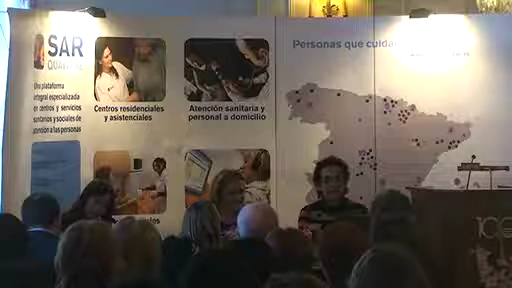 SAR
QUAVITAE
Una plataforma
integral especializada
en centros y servicios
sanitarios y sociales de
atención a las personas
Centros residenciales
y asistenciales
Atención sanitaria y
personal a domicilio
Personas que cuida